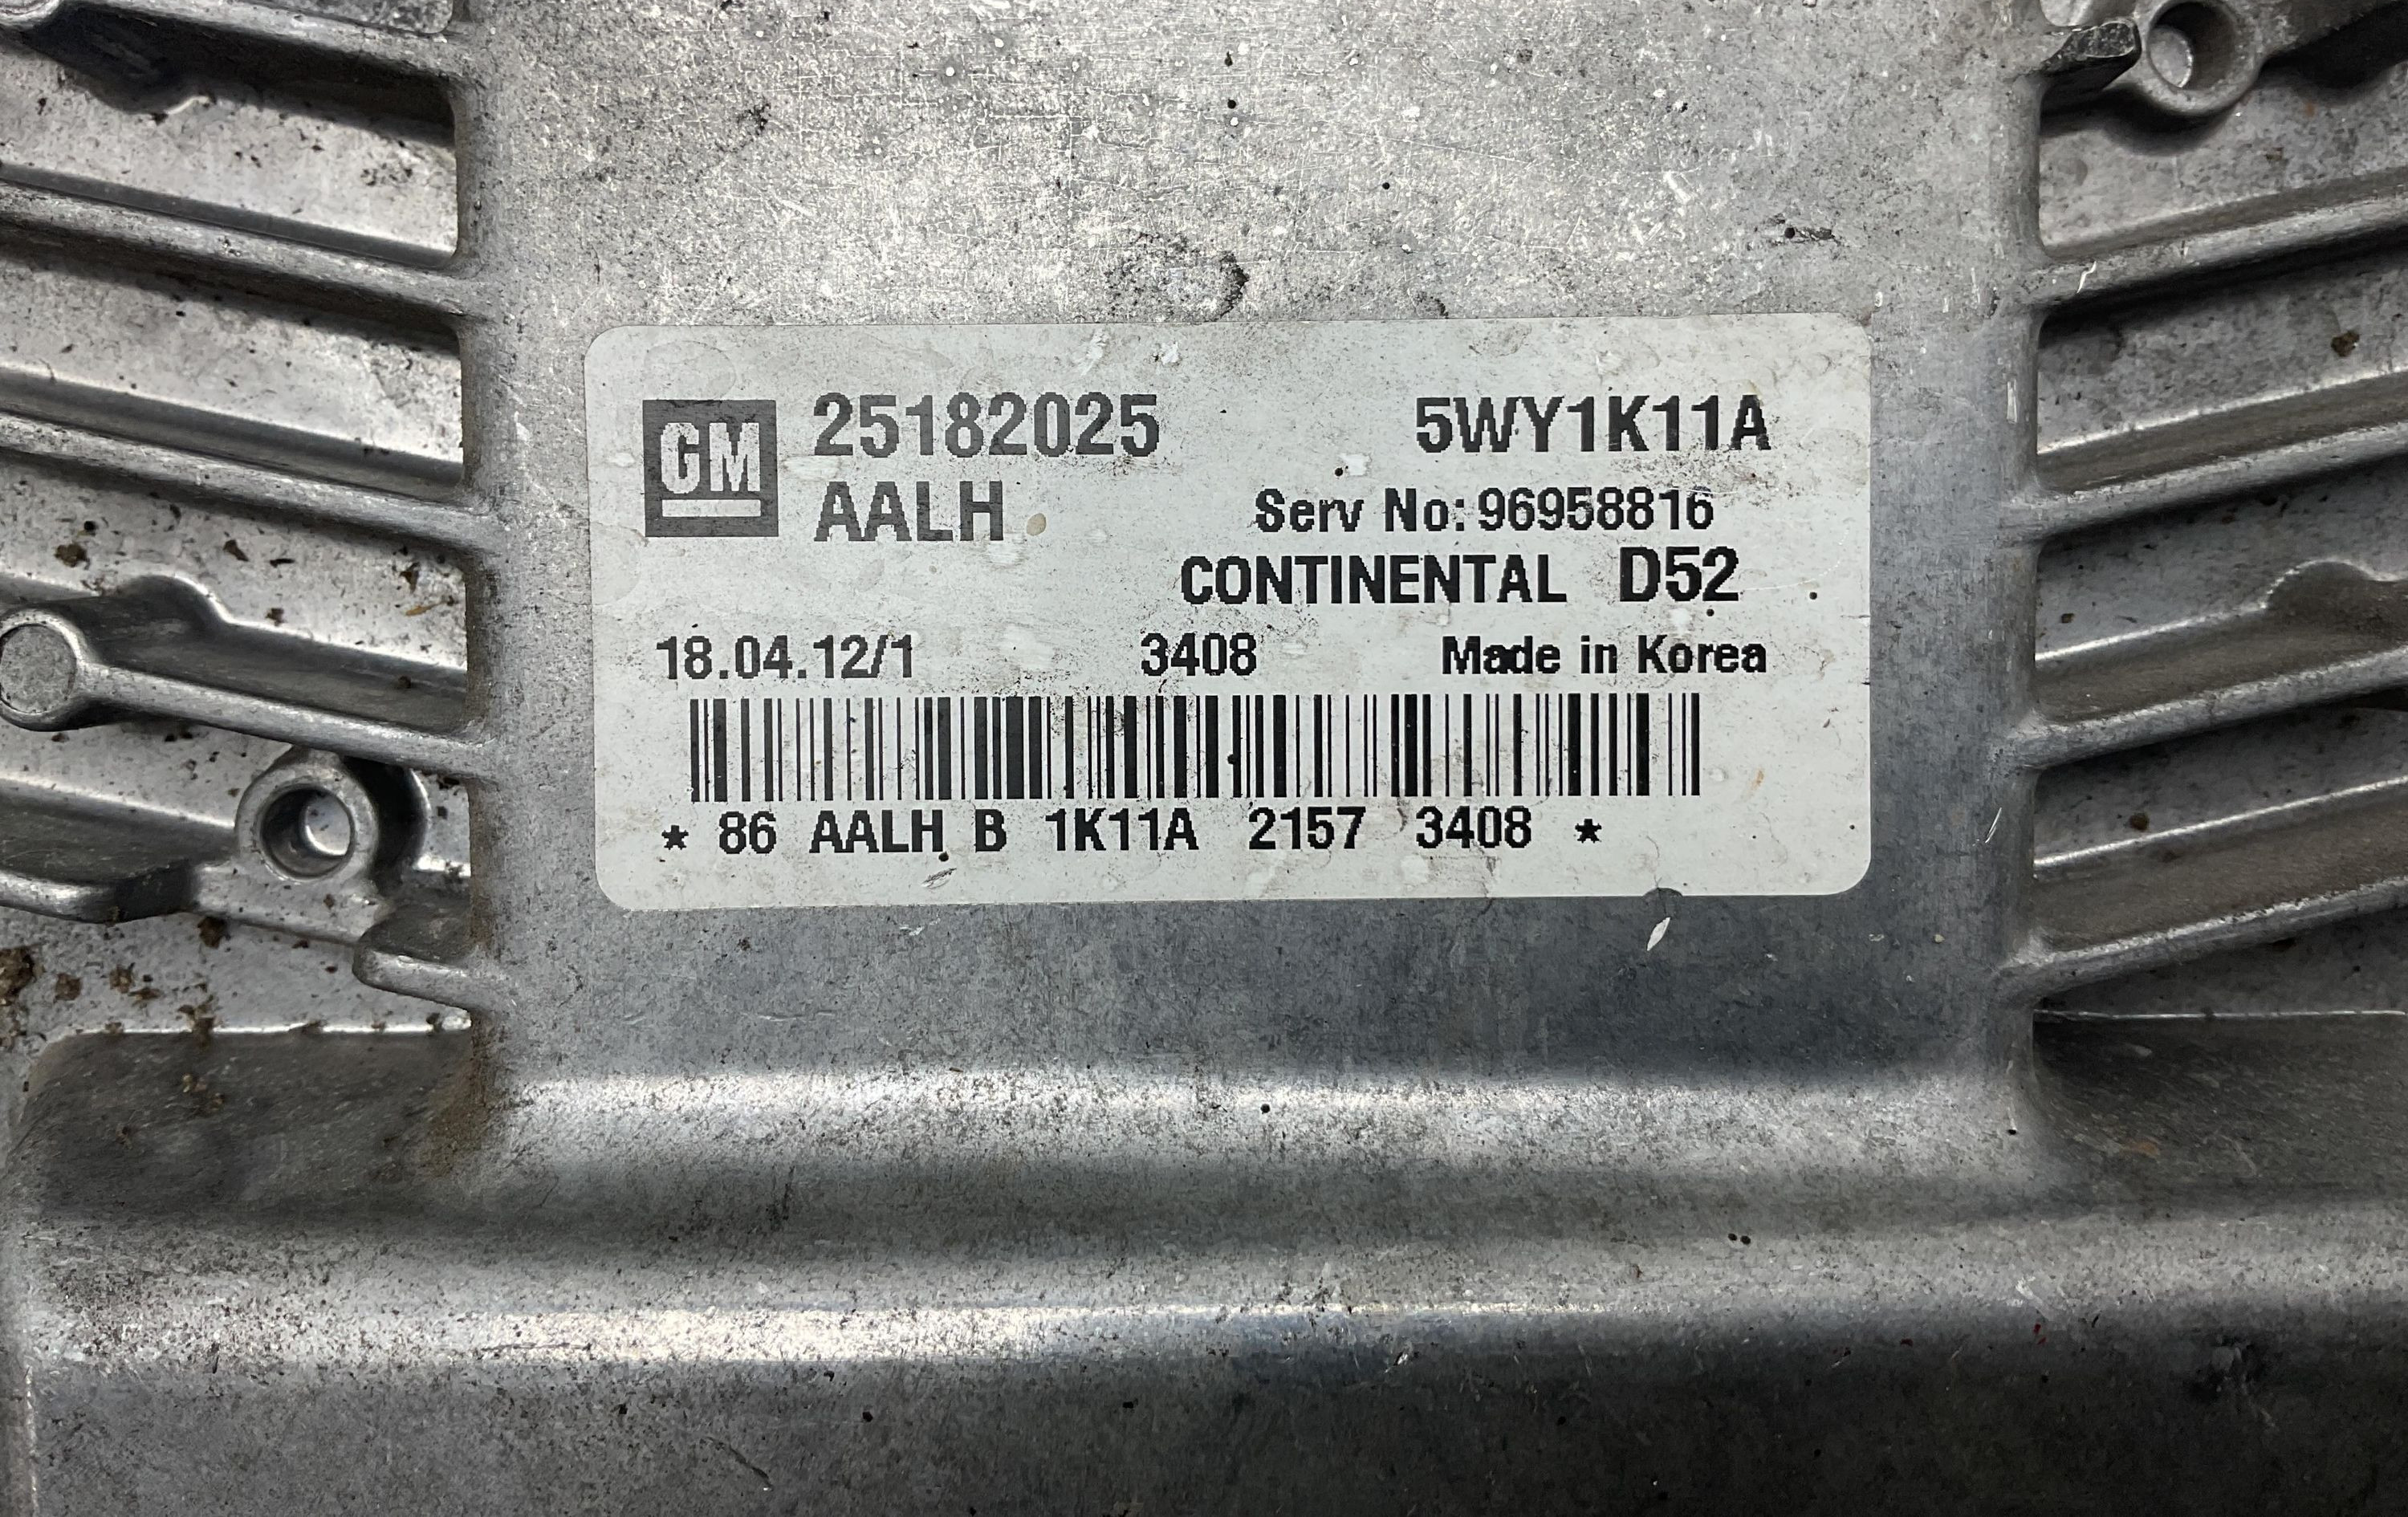 GM 25182025 5WY1K11A
AALH Serv No: 96958816
CONTINENTAL D52
18.04.12/1 3408 Made in Korea
* 86 AALH B 1K11A 2157 3408 *